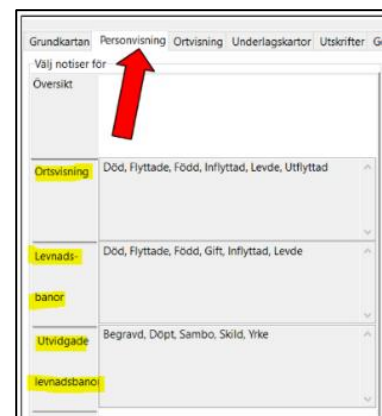 Grundkartan Personvisning Ortvisning Underlagskartor Utskrifter
Välj notiser för
Översikt
Ortsvisning Död, Flyttade, Född, Inflyttad, Levde, Utflyttad
Levnads- Död, Flyttade, Född, Gift, Inflyttad, Levde
banor
Utvidgade Begravd, Döpt, Sambo, Skild, Yrke
levnadsbanor